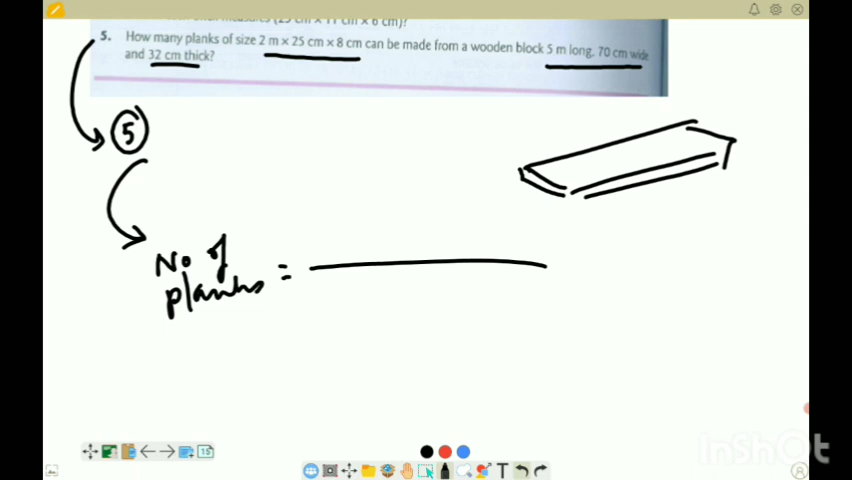 5. How many planks of size 2 m × 25 cm × 8 cm can be made from a wooden block 5 m long, 70 cm wide
and 32 cm thick?
5
No of
planks =
15
T
InShOt